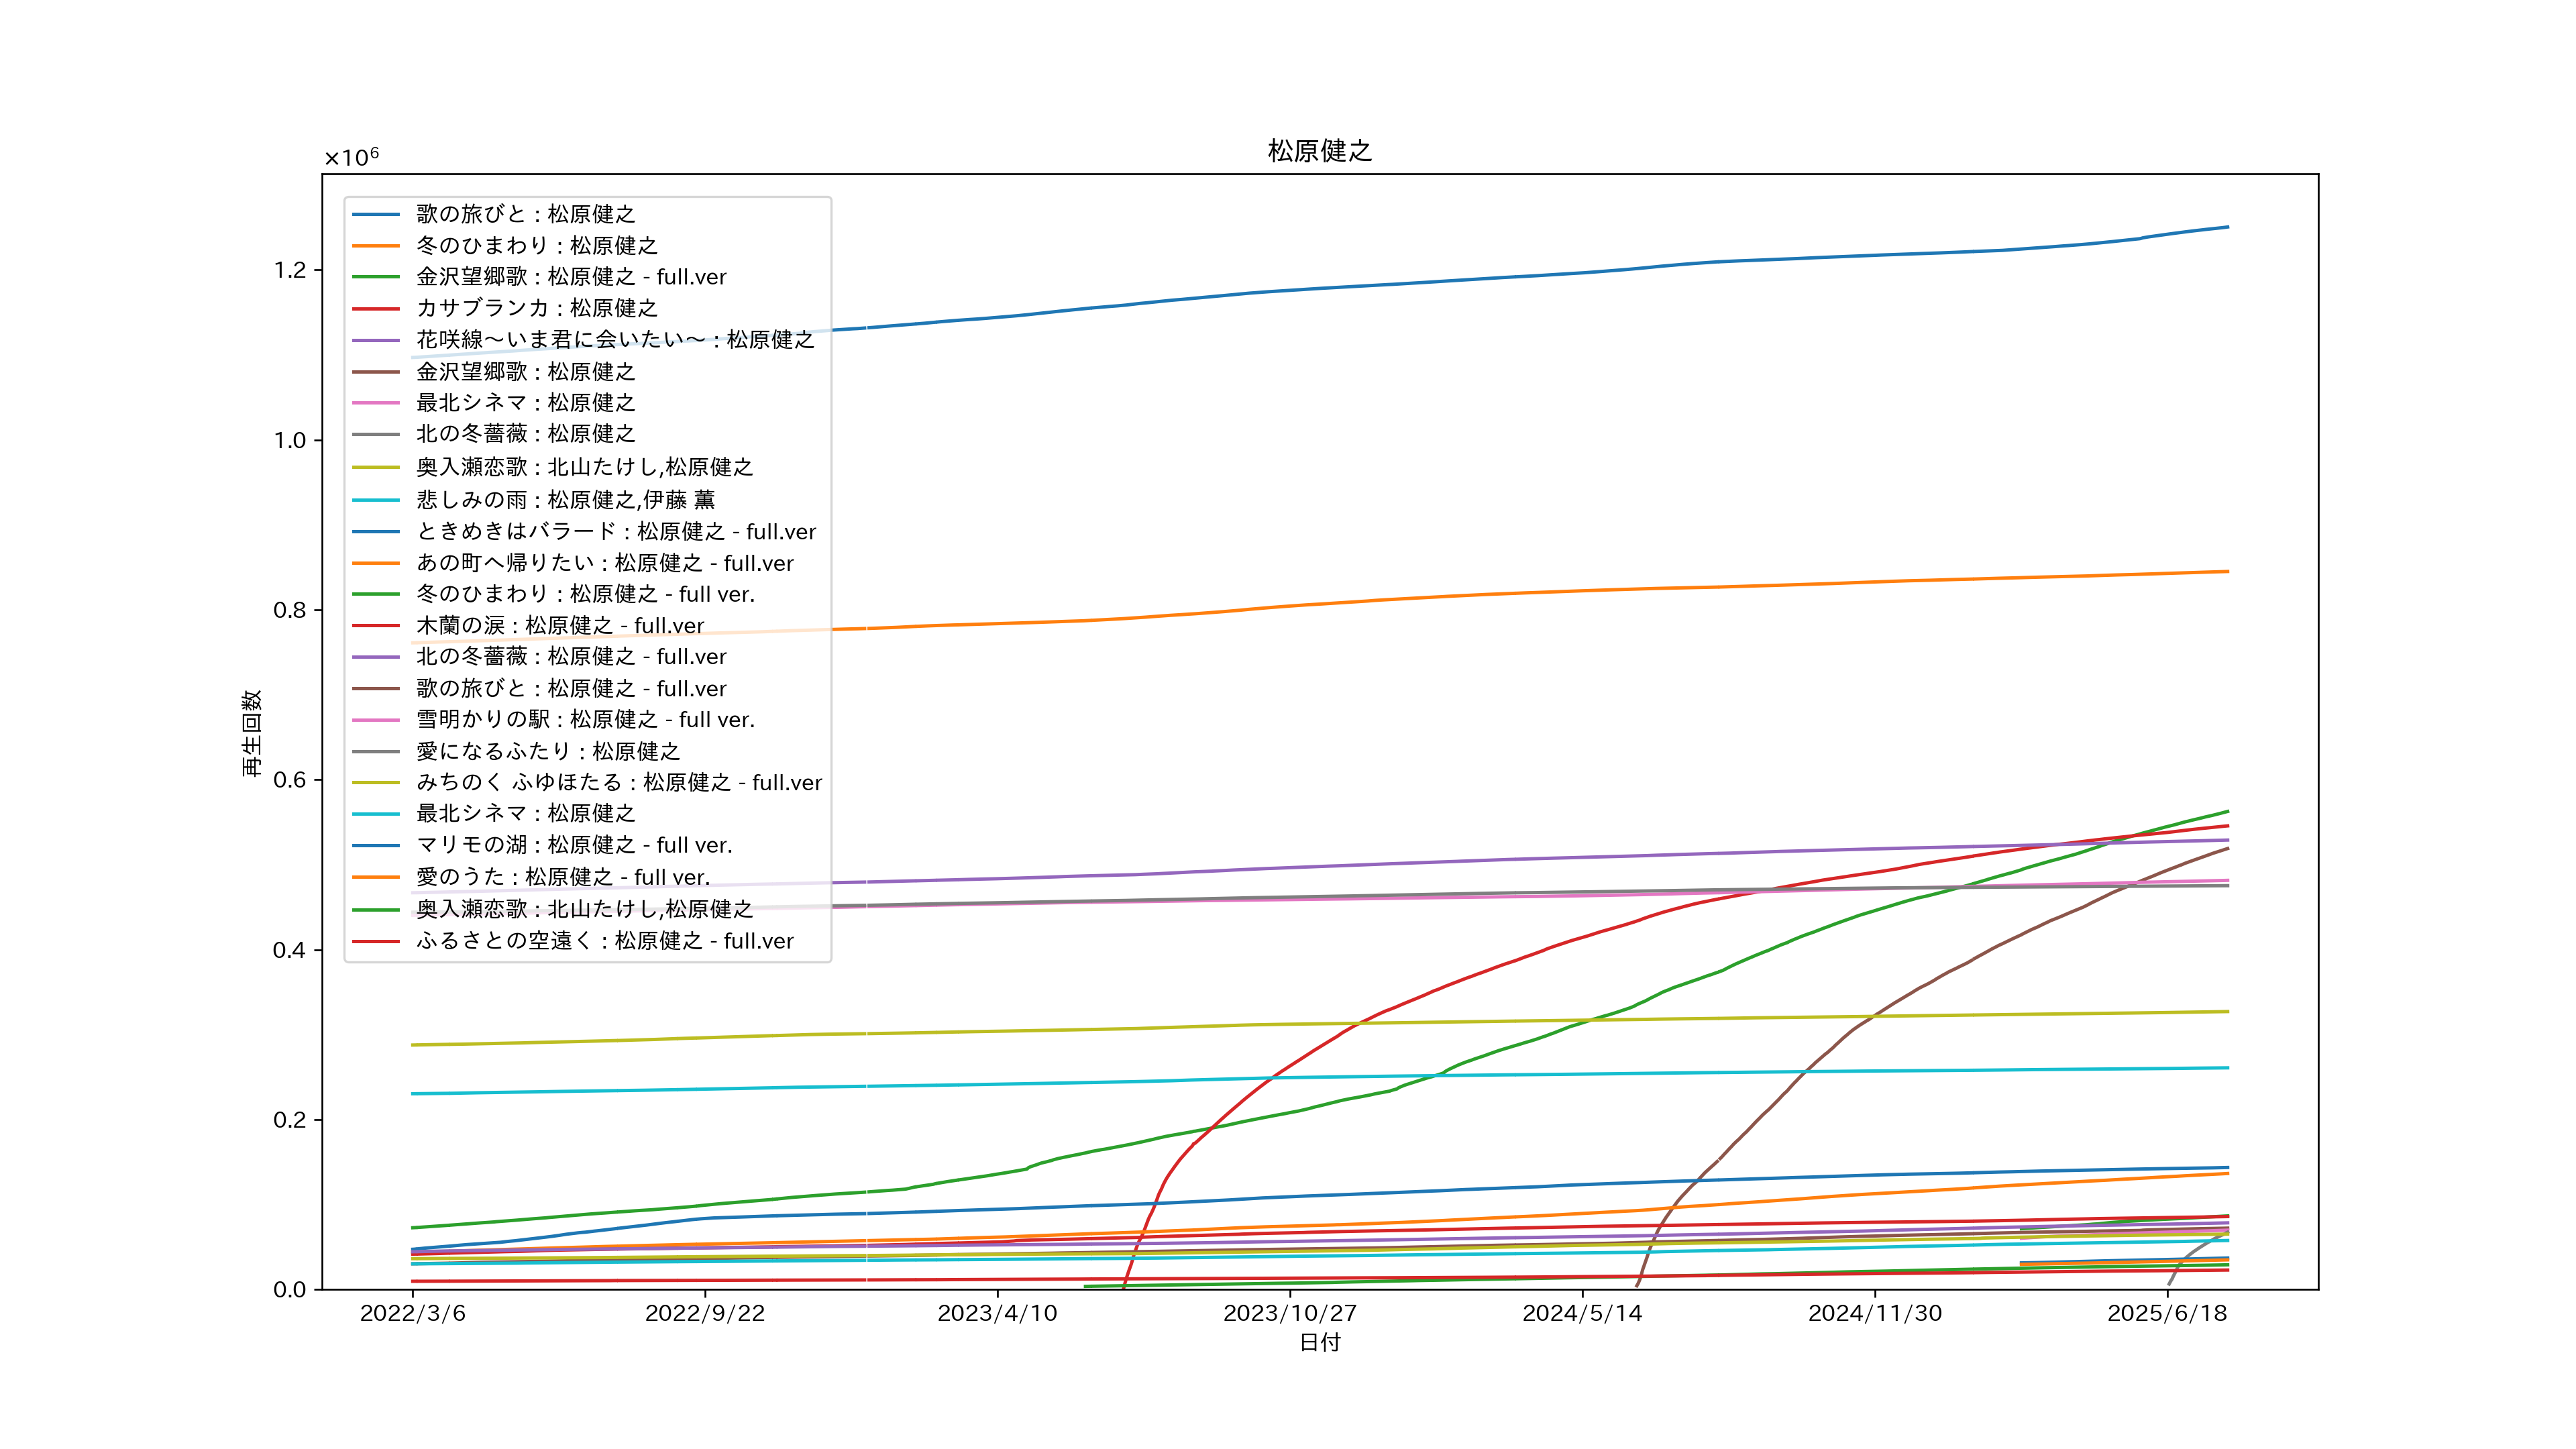 松原健之
×10⁶
1.2
1.0
0.8
0.6
0.4
0.2
0.0
再生回数
歌の旅びと : 松原健之
冬のひまわり : 松原健之
金沢望郷歌 : 松原健之 - full.ver
カサブランカ : 松原健之
花咲線～いま君に会いたい～ : 松原健之
金沢望郷歌 : 松原健之
最北シネマ : 松原健之
北の冬薔薇 : 松原健之
奥入瀬恋歌 : 北山たけし,松原健之
悲しみの雨 : 松原健之,伊藤 薫
ときめきはバラード : 松原健之 - full.ver
あの町へ帰りたい : 松原健之 - full.ver
冬のひまわり : 松原健之 - full ver.
木蘭の涙 : 松原健之 - full.ver
北の冬薔薇 : 松原健之 - full.ver
歌の旅びと : 松原健之 - full.ver
雪明かりの駅 : 松原健之 - full ver.
愛になるふたり : 松原健之
みちのく ふゆほたる : 松原健之 - full.ver
最北シネマ : 松原健之
マリモの湖 : 松原健之 - full ver.
愛のうた : 松原健之 - full ver.
奥入瀬恋歌 : 北山たけし,松原健之
ふるさとの空遠く : 松原健之 - full.ver
2022/3/6
2022/9/22
2023/4/10
2023/10/27
2024/5/14
2024/11/30
2025/6/18
日付